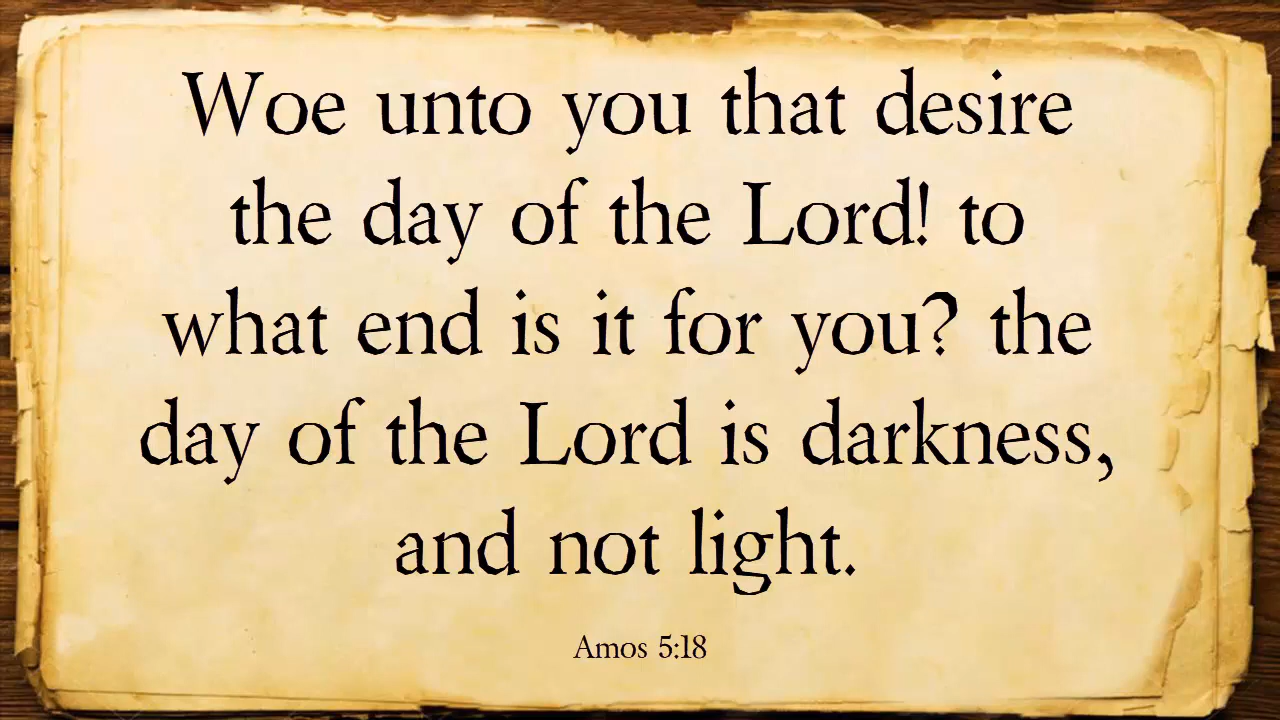 Woe unto you that desire
the day of the Lord! to
what end is it for you? the
day of the Lord is darkness,
and not light.
Amos 5:18